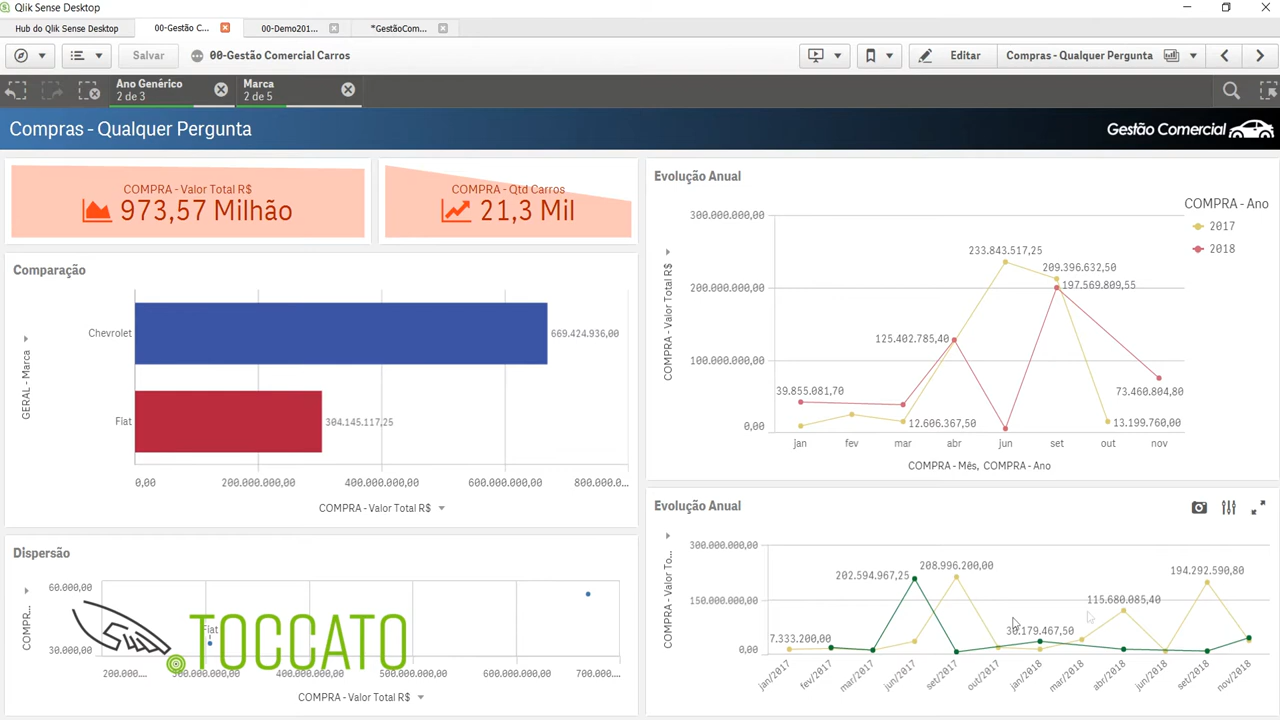 Qlik Sense Desktop
Hub do Qlik Sense Desktop
00-Gestão C...
00-Demo201...
*GestãoCom...
Salvar
00-Gestão Comercial Carros
Editar
Compras - Qualquer Pergunta
Ano Genérico
2 de 3
Marca
2 de 5
Compras - Qualquer Pergunta
Gestão Comercial
COMPRA - Valor Total R$
973,57 Milhão
COMPRA - Qtd Carros
21,3 Mil
Comparação
GERAL - Marca
Chevrolet
669.424.936,00
Fiat
304.145.117,25
0,00
200.000.000,00
400.000.000,00
600.000.000,00
800.000.0...
COMPRA - Valor Total R$
Dispersão
COMPR...
60.000,00
30.000,00
Fiat
TOCCATO
200.000....
300.000.0...
400.000.0...
500.000.0...
600.000.0...
700.000...
COMPRA - Valor Total R$
Evolução Anual
COMPRA - Valor Total R$
300.000.000,00
200.000.000,00
100.000.000,00
0,00
39.855.081,70
125.402.785,40
12.606.367,50
233.843.517,25
209.396.632,50
197.569.809,55
73.460.804,80
13.199.760,00
jan
fev
mar
abr
jun
set
out
nov
COMPRA - Mês, COMPRA - Ano
COMPRA - Ano
2017
2018
Evolução Anual
COMPRA - Valor To...
300.000.000,00
150.000.000,00
0,00
7.333.200,00
202.594.967,25
208.996.200,00
30.179.467,50
115.680.085,40
194.292.590,80
jan/2017
fev/2017
mar/2017
jun/2017
set/2017
out/2017
jan/2018
mar/2018
abr/2018
jun/2018
set/2018
nov/2018